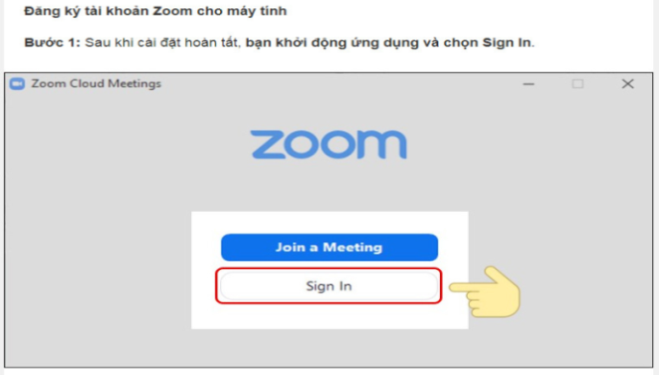 Đăng ký tài khoản Zoom cho máy tính
Bước 1: Sau khi cài đặt hoàn tất, bạn khởi động ứng dụng và chọn Sign In.
Zoom Cloud Meetings
zoom
Join a Meeting
Sign In